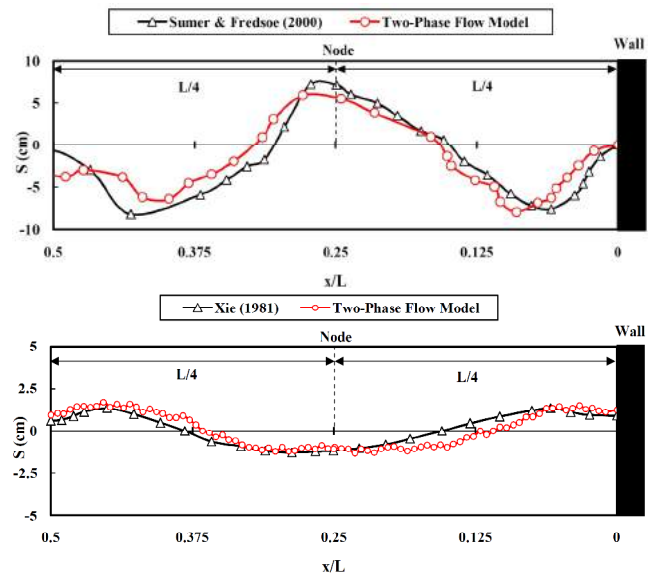 Sumer & Fredsoe (2000) Two-Phase Flow Model
Node
Wall
10
L/4
L/4
5
0
-5
-10
S (cm)
0.5 0.375 0.25 0.125 0
x/L
Xie (1981) Two-Phase Flow Model
Node
Wall
5
L/4
L/4
2.5
0
-2.5
-5
S (cm)
0.5 0.375 0.25 0.125 0
x/L